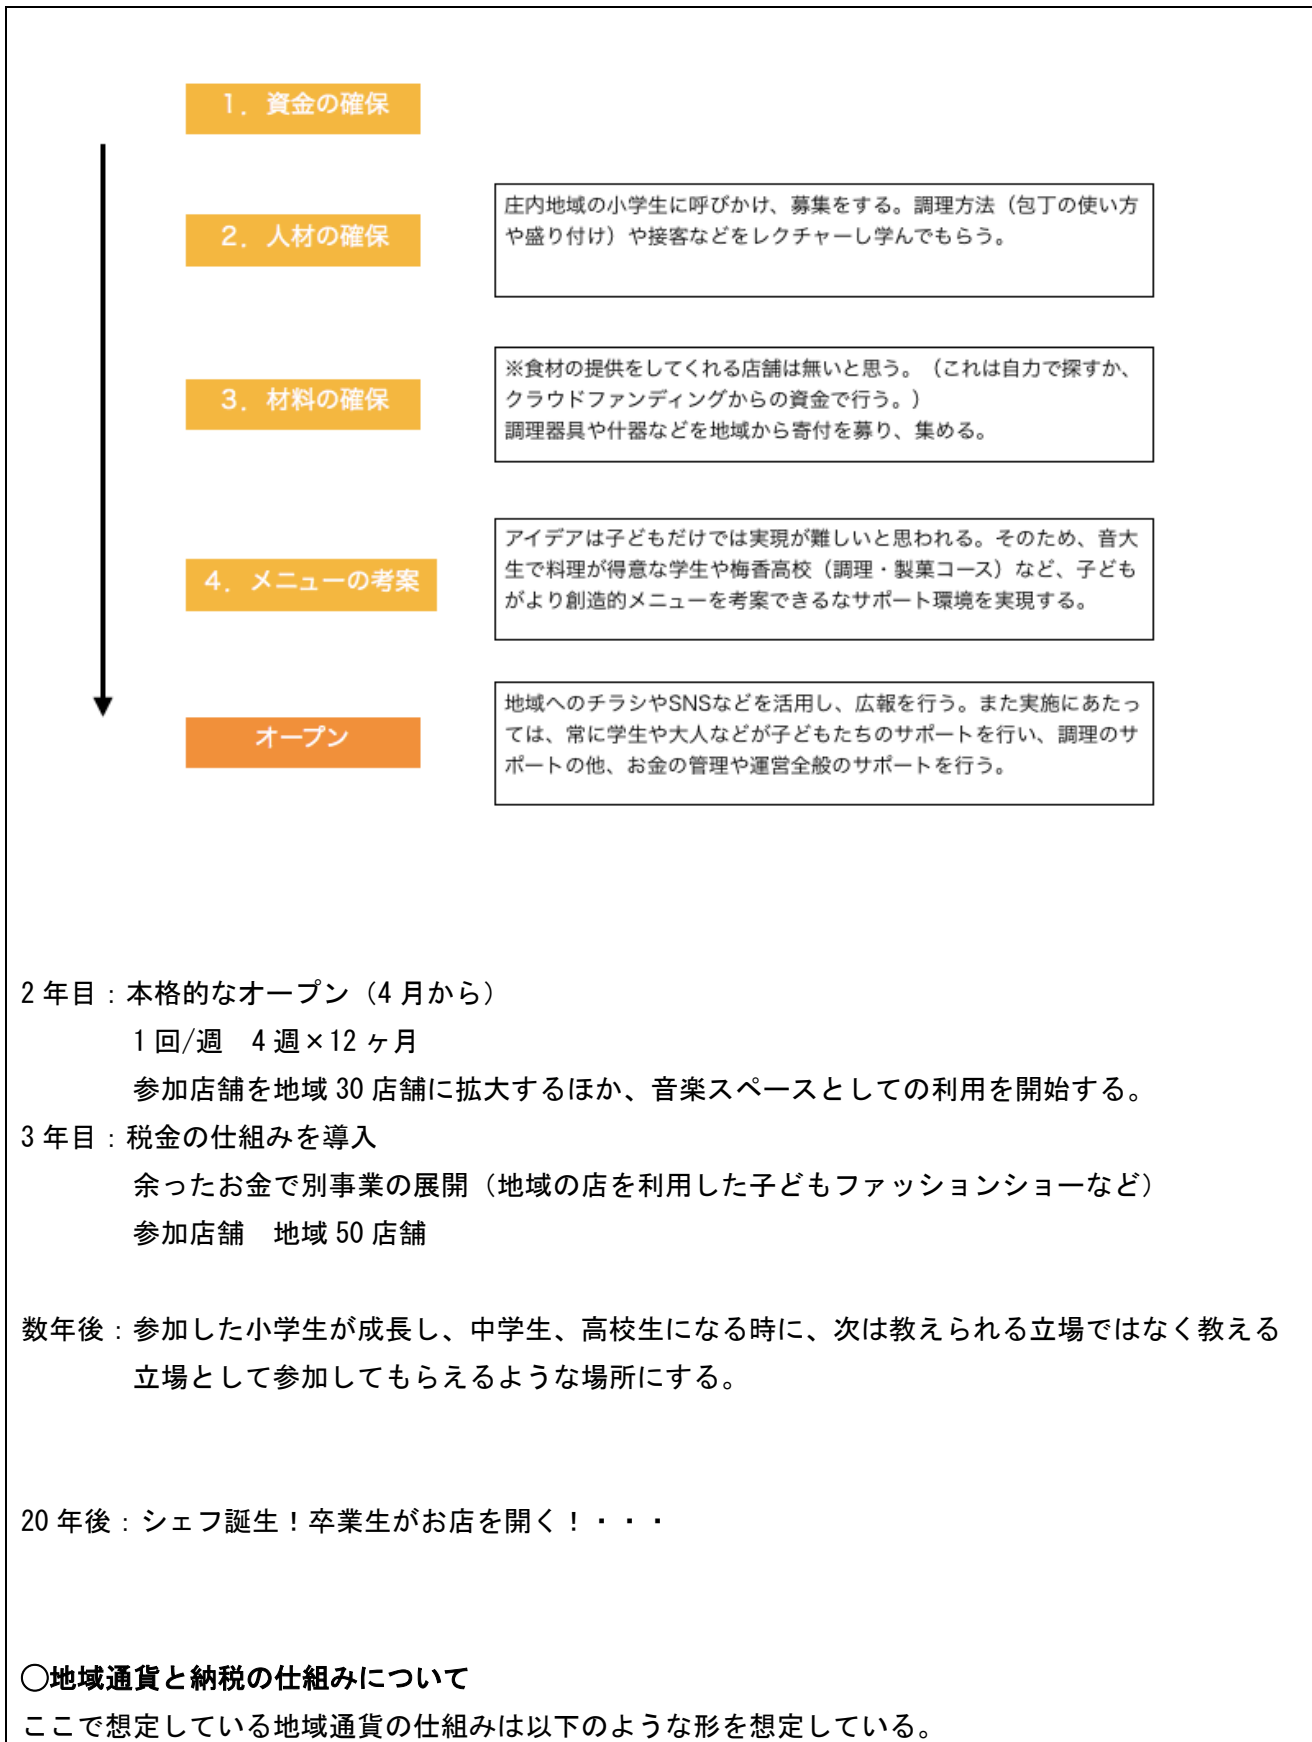 1．資金の確保
2．人材の確保
庄内地域の小学生に呼びかけ、募集をする。調理方法（包丁の使い方
や盛り付け）や接客などをレクチャーし学んでもらう。
3．材料の確保
※食材の提供をしてくれる店舗は無いと思う。（これは自力で探すか、
クラウドファンディングからの資金で行う。）
調理器具や什器などを地域から寄付を募り、集める。
4．メニューの考案
アイデアは子どもだけでは実現が難しいと思われる。そのため、音大
生で料理が得意な学生や梅香高校（調理・製菓コース）など、子ども
がより創造的メニューを考案できるなサポート環境を実現する。
オープン
地域へのチラシやSNSなどを活用し、広報を行う。また実施にあたっ
ては、常に学生や大人などが子どもたちのサポートを行い、調理のサ
ポートの他、お金の管理や運営全般のサポートを行う。
2年目：本格的なオープン（4月から）
1回/週　4週×12ヶ月
参加店舗を地域30店舗に拡大するほか、音楽スペースとしての利用を開始する。
3年目：税金の仕組みを導入
余ったお金で別事業の展開（地域の店を利用した子どもファッションショーなど）
参加店舗　地域50店舗
数年後：参加した小学生が成長し、中学生、高校生になる時に、次は教えられる立場ではなく教える
立場として参加してもらえるような場所にする。
20年後：シェフ誕生！卒業生がお店を開く！・・・
◯地域通貨と納税の仕組みについて
ここで想定している地域通貨の仕組みは以下のような形を想定している。